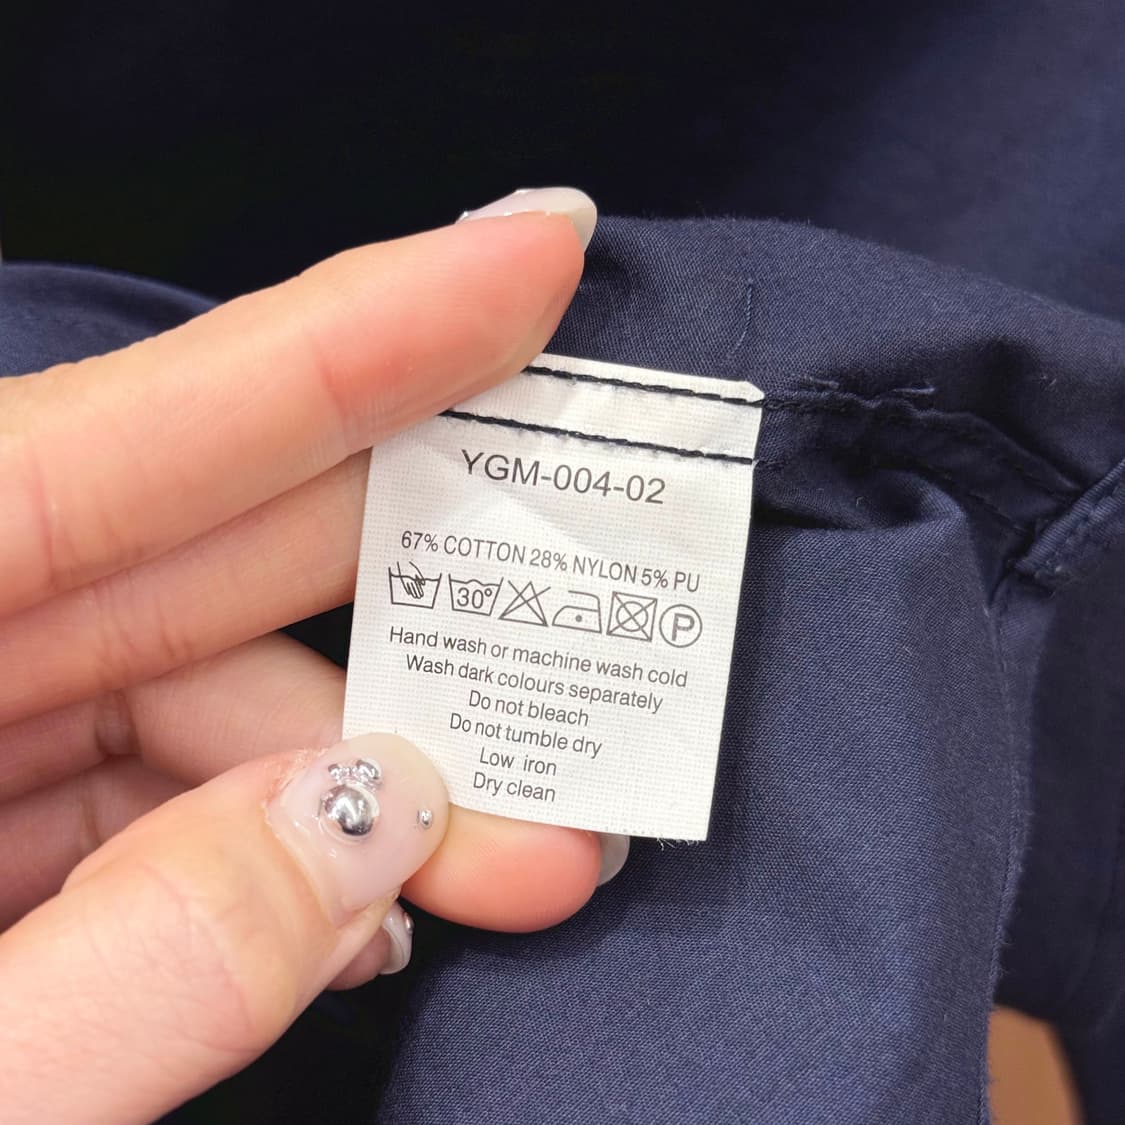 YGM-004-02
67% COTTON 28% NYLON 5% PU
30° P
Hand wash or machine wash cold
Wash dark colours separately
Do not bleach
Do not tumble dry
Low iron
Dry clean